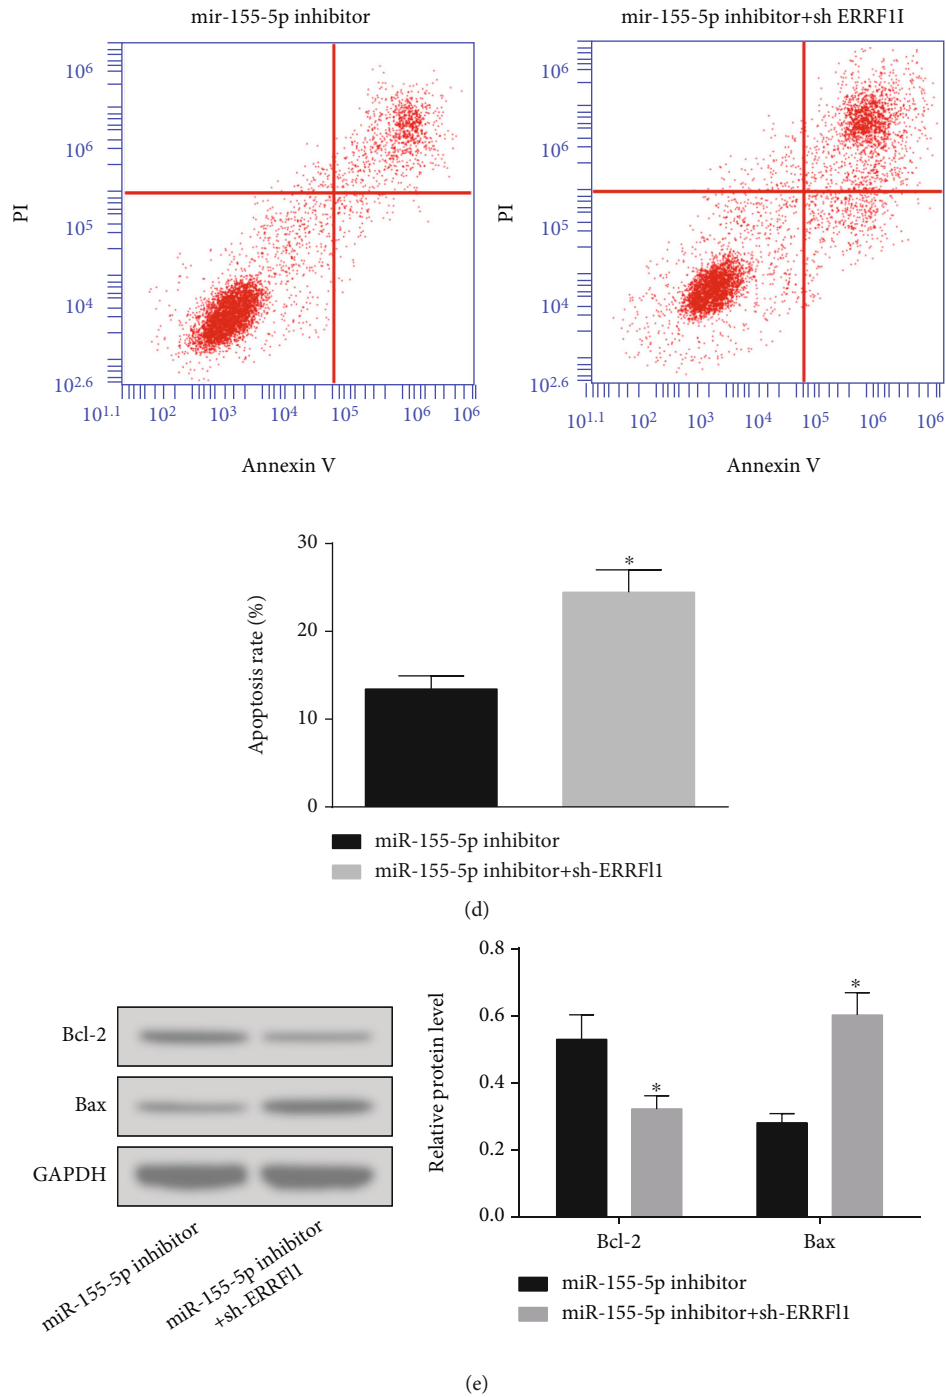 mir-155-5p inhibitor
mir-155-5p inhibitor+sh ERRF1I
PI
10^6
10^6
10^5
10^4
10^2.6
10^1.1 10^2 10^3 10^4 10^5 10^6 10^6
Annexin V
PI
10^6
10^6
10^5
10^4
10^2.6
10^1.1 10^2 10^3 10^4 10^5 10^6 10^6
Annexin V
Apoptosis rate (%)
30
20
10
0
*
miR-155-5p inhibitor
miR-155-5p inhibitor+sh-ERRFl1
(d)
Bcl-2
Bax
GAPDH
miR-155-5p inhibitor
miR-155-5p inhibitor
+sh-ERRFl1
Relative protein level
0.8
0.6
0.4
0.2
0.0
*
*
Bcl-2 Bax
miR-155-5p inhibitor
miR-155-5p inhibitor+sh-ERRFl1
(e)